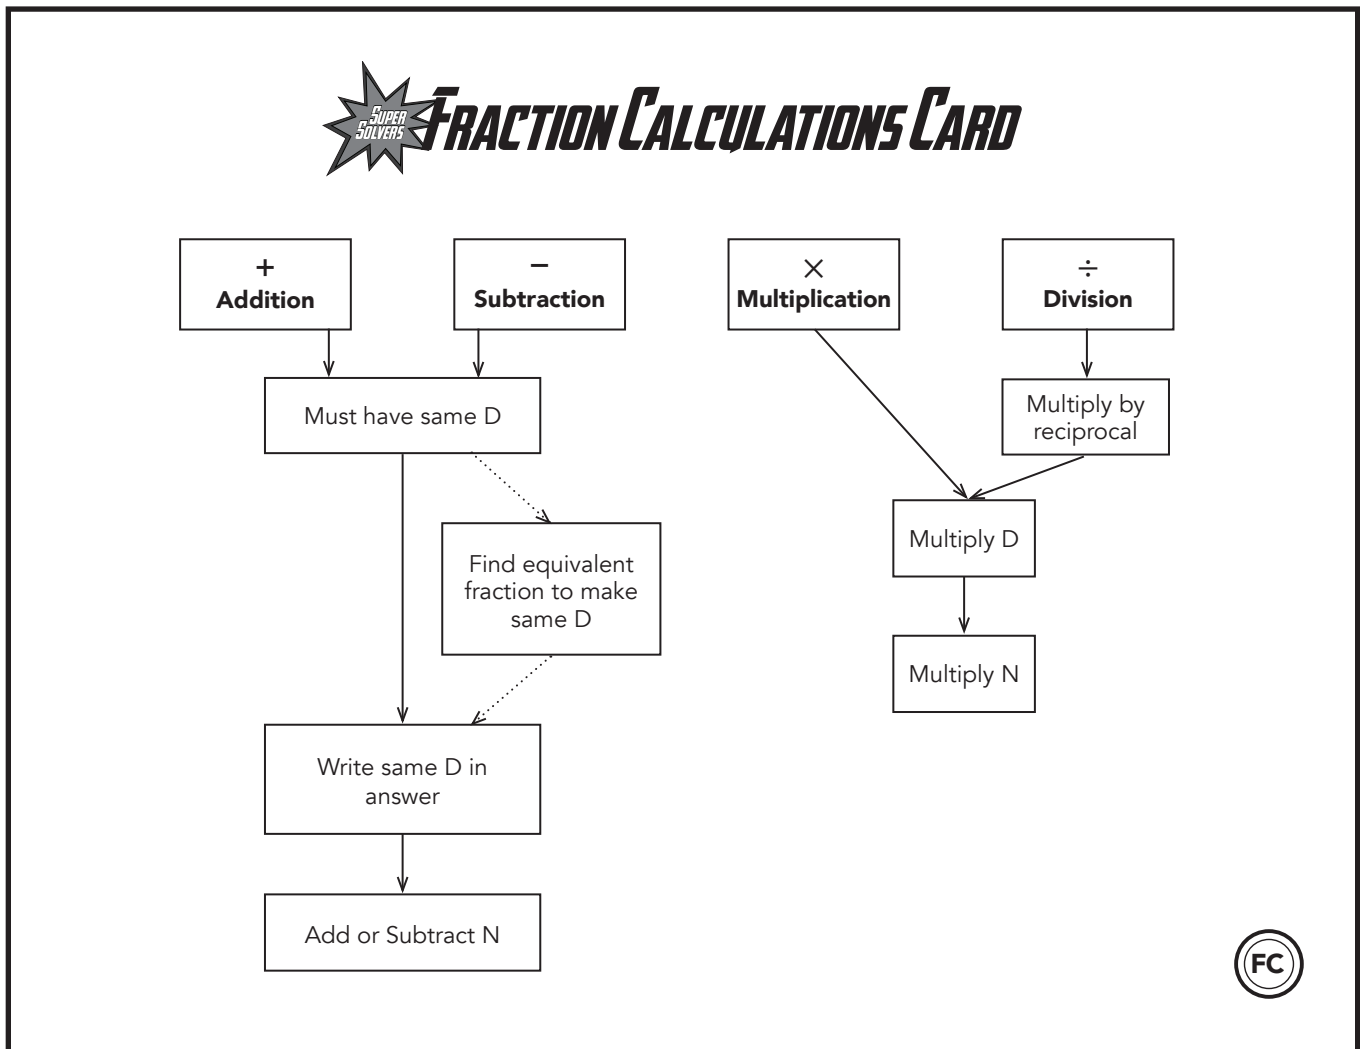 SUPER
SOLVERS
FRACTION CALCULATIONS CARD
+
Addition
−
Subtraction
×
Multiplication
÷
Division
Must have same D
Find equivalent
fraction to make
same D
Write same D in
answer
Add or Subtract N
Multiply by
reciprocal
Multiply D
Multiply N
FC